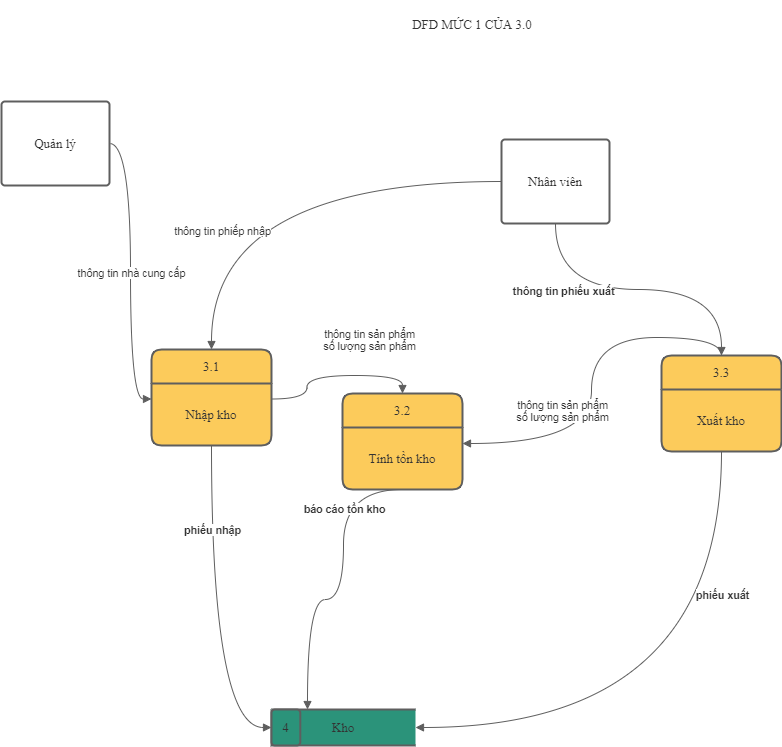 DFD MỨC 1 CỦA 3.0
Quản lý
Nhân viên
thông tin phiếp nhập
thông tin nhà cung cấp
thông tin phiếu xuất
thông tin sản phẩm
số lượng sản phẩm
3.1
Nhập kho
3.2
Tính tồn kho
thông tin sản phẩm
số lượng sản phẩm
3.3
Xuất kho
báo cáo tồn kho
phiếu nhập
phiếu xuất
4
Kho